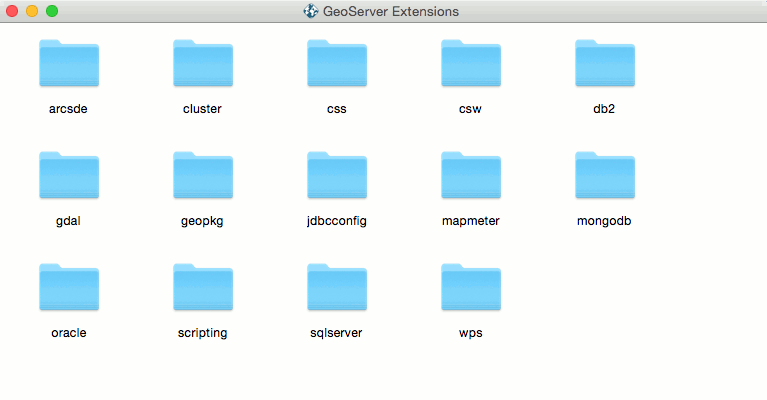 GeoServer Extensions
arcsde cluster css csw db2
gdal geopkg jdbcconfig mapmeter mongodb
oracle scripting sqlserver wps